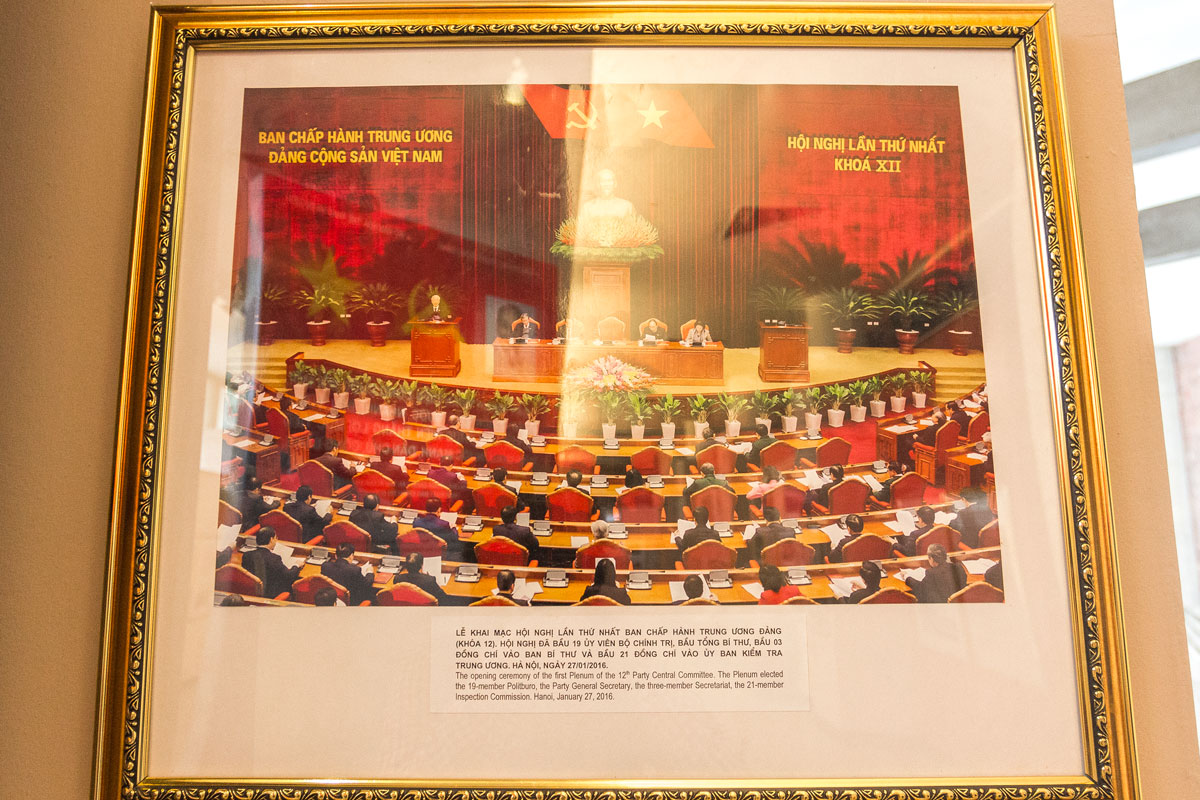 BAN CHẤP HÀNH TRUNG ƯƠNG
ĐẢNG CỘNG SẢN VIỆT NAM
HỘI NGHỊ LẦN THỨ NHẤT
KHOÁ XII
LỄ KHAI MẠC HỘI NGHỊ LẦN THỨ NHẤT BAN CHẤP HÀNH TRUNG ƯƠNG ĐẢNG
(KHÓA 12). HỘI NGHỊ ĐÃ BẦU 19 ỦY VIÊN BỘ CHÍNH TRỊ, BẦU TỔNG BÍ THƯ, BẦU 03
ĐỒNG CHÍ VÀO BAN BÍ THƯ VÀ BẦU 21 ĐỒNG CHÍ VÀO ỦY BAN KIỂM TRA
TRUNG ƯƠNG. HÀ NỘI, NGÀY 27/01/2016.
The opening ceremony of the first Plenum of the 12th Party Central Committee. The Plenum elected
the 19-member Politburo, the Party General Secretary, the three-member Secretariat, the 21-member
Inspection Commission. Hanoi, January 27, 2016.